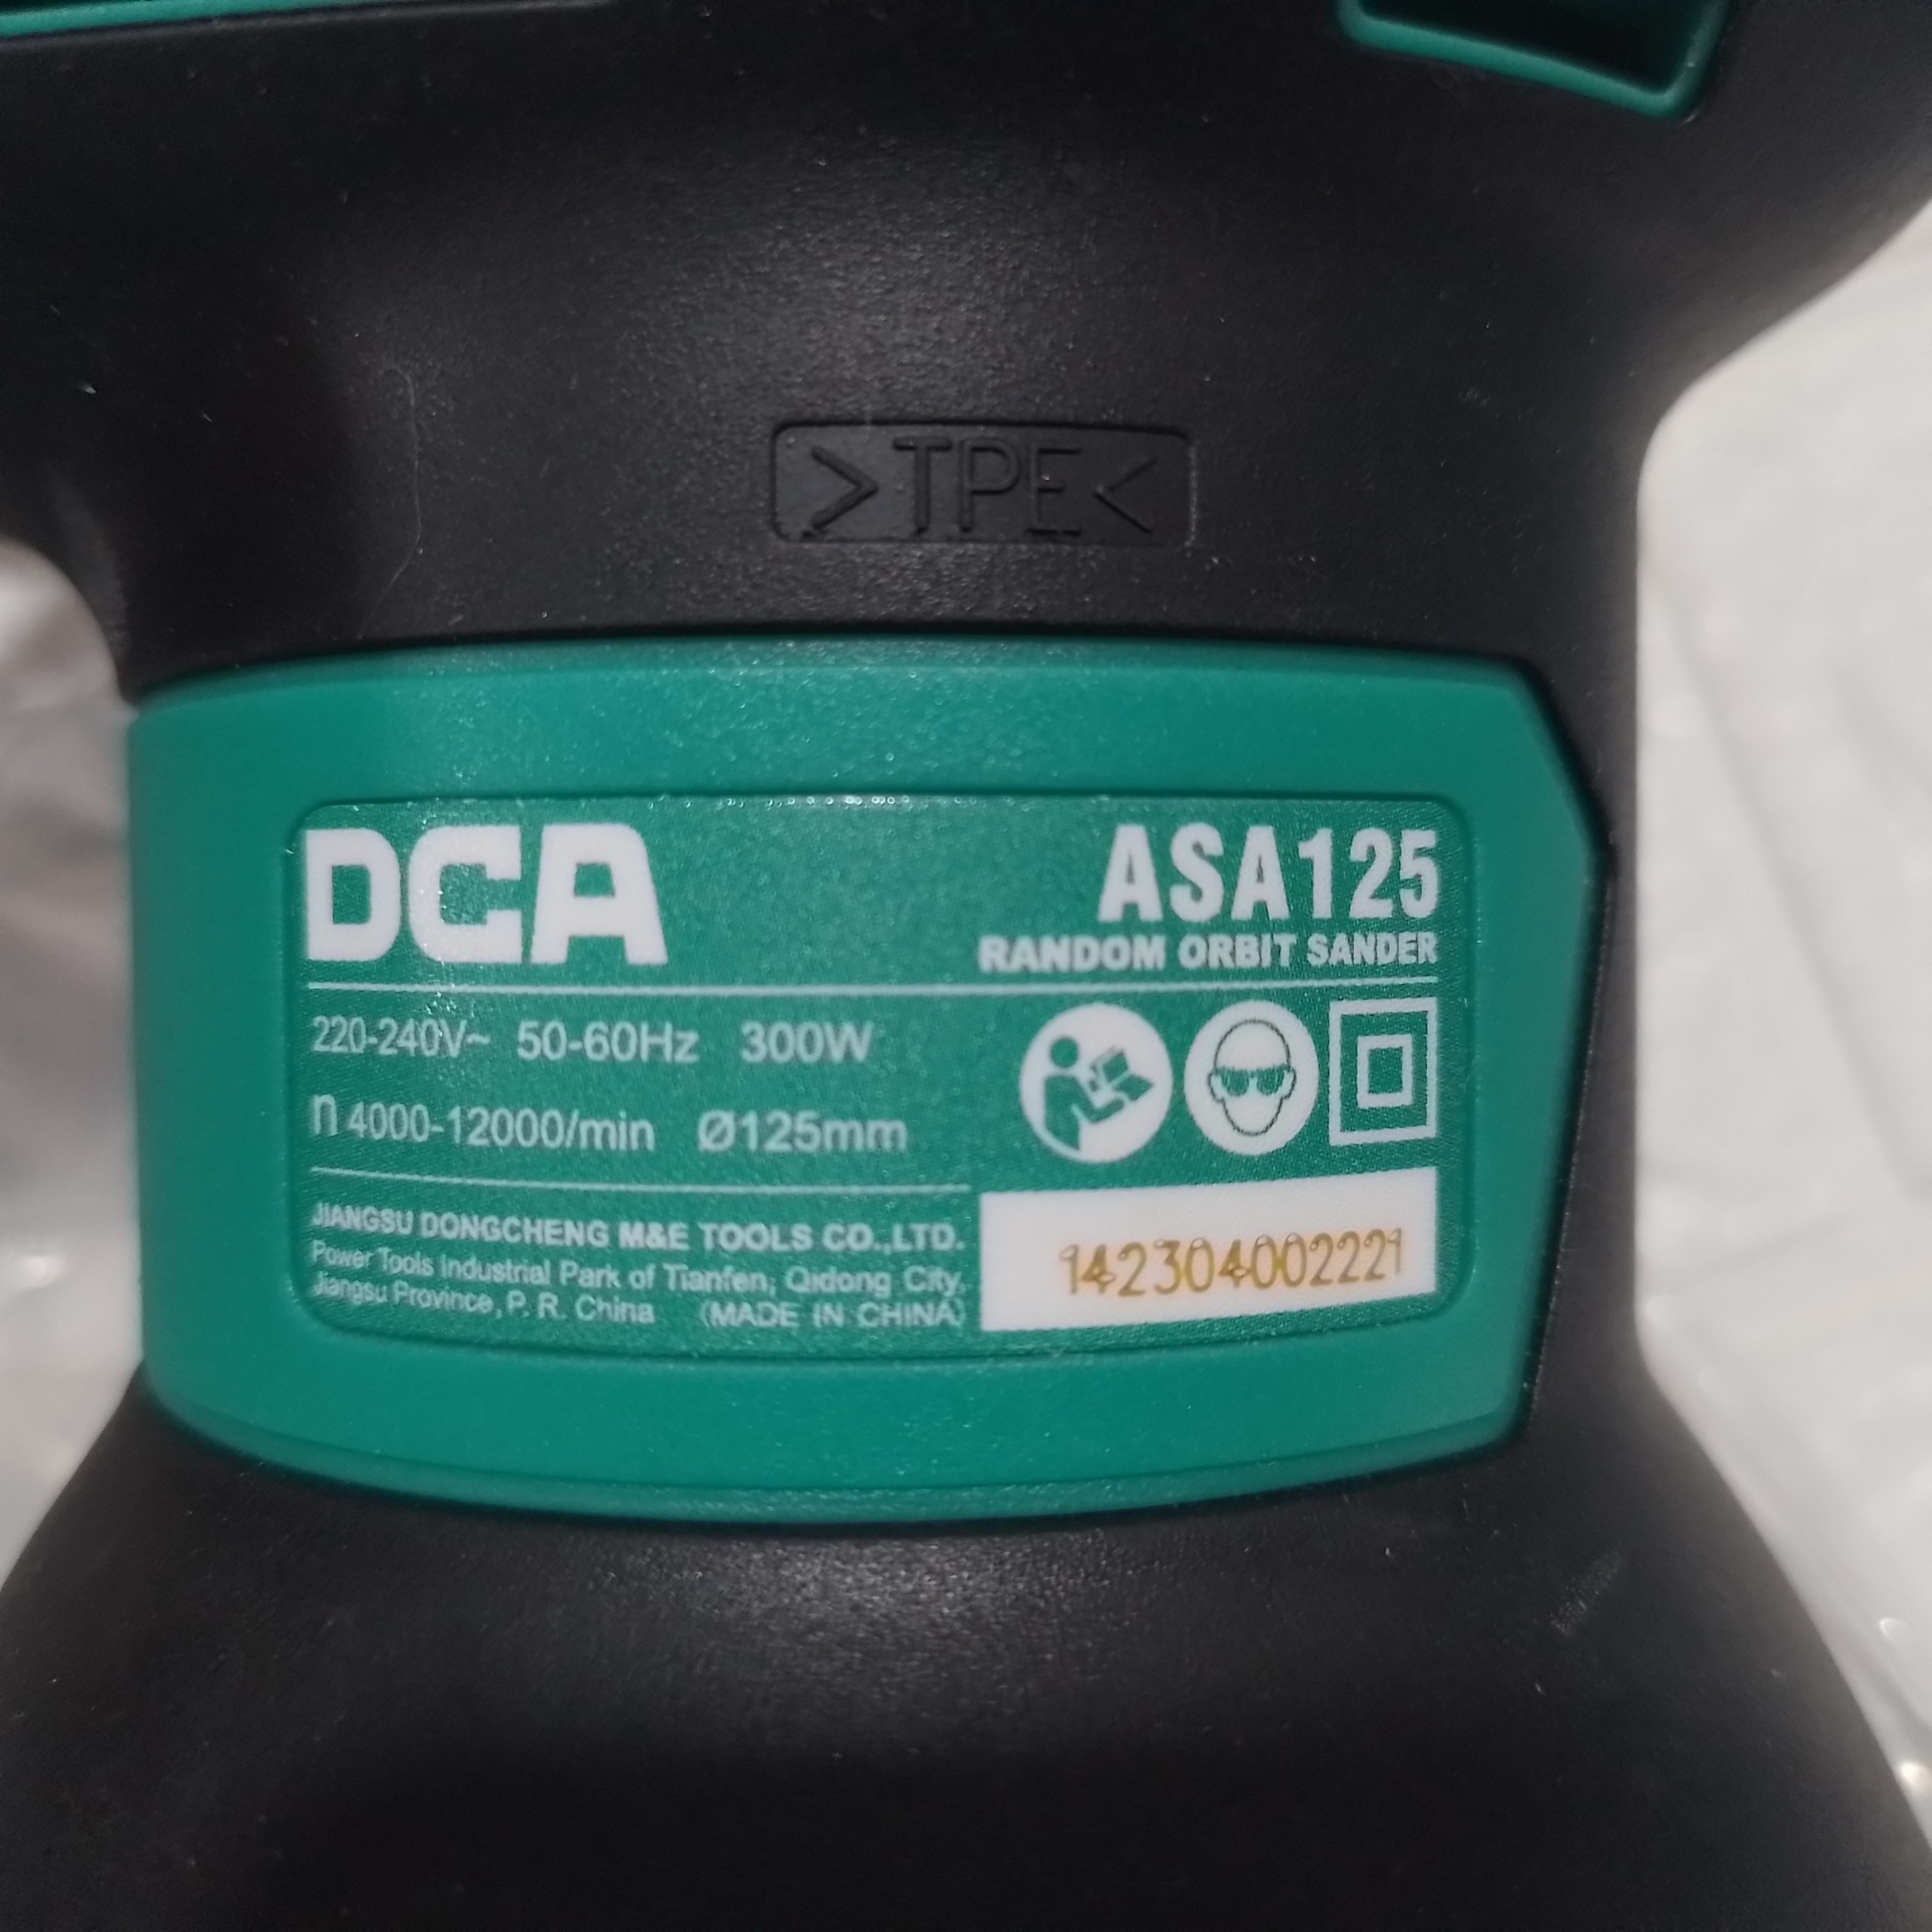 >TPE<
DCA
ASA125
RANDOM ORBIT SANDER
220-240V~ 50-60Hz 300W
n 4000-12000/min Ø125mm
JIANGSU DONGCHENG M&E TOOLS CO.,LTD.
Power Tools Industrial Park of Tianfen, Qidong City,
Jiangsu Province, P. R. China (MADE IN CHINA)
142304002221